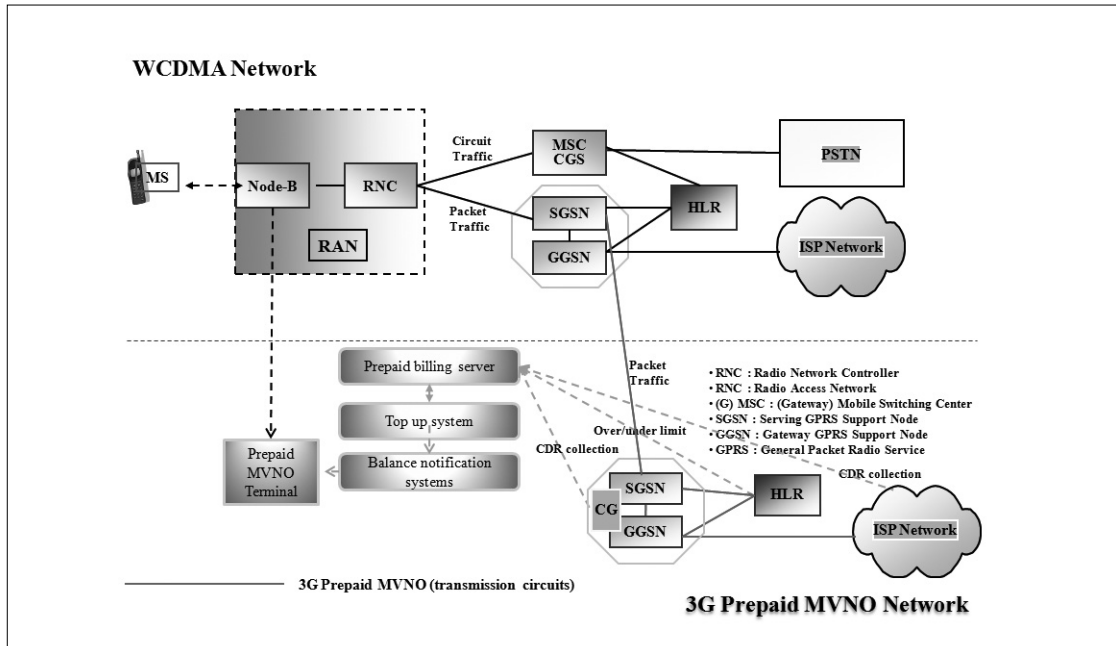 WCDMA Network
MS
Node-B
RNC
RAN
Circuit
Traffic
Packet
Traffic
MSC
CGS
SGSN
GGSN
HLR
PSTN
ISP Network
Prepaid billing server
Top up system
Balance notification
systems
Prepaid
MVNO
Terminal
Packet
Traffic
• RNC : Radio Network Controller
• RNC : Radio Access Network
• (G) MSC : (Gateway) Mobile Switching Center
• SGSN : Serving GPRS Support Node
• GGSN : Gateway GPRS Support Node
• GPRS : General Packet Radio Service
Over/under limit
CDR collection
CDR collection
SGSN
CG
GGSN
HLR
ISP Network
3G Prepaid MVNO (transmission circuits)
3G Prepaid MVNO Network